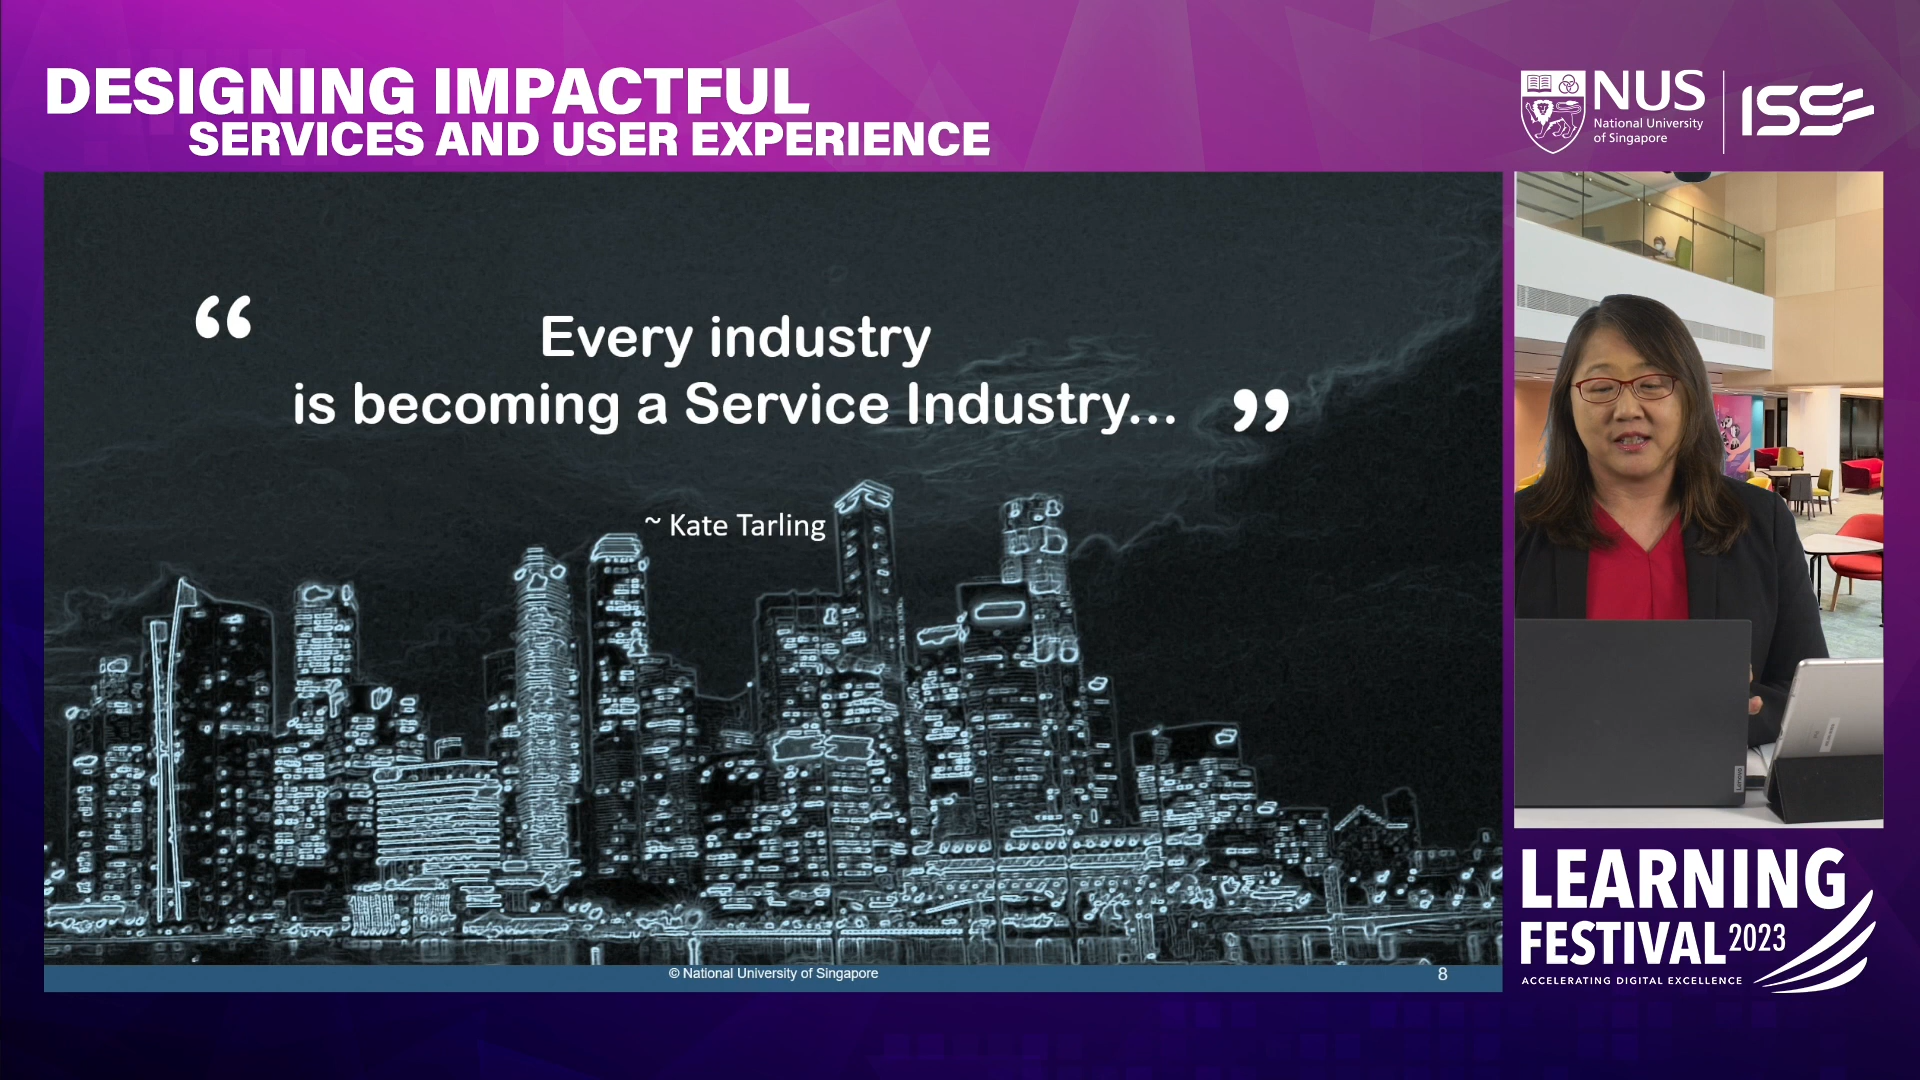 DESIGNING IMPACTFUL
SERVICES AND USER EXPERIENCE
NUS
National University
of Singapore
ISS
“ Every industry
is becoming a Service Industry... ”
~ Kate Tarling
© National University of Singapore
8
Lenovo
LEARNING
FESTIVAL 2023
ACCELERATING DIGITAL EXCELLENCE